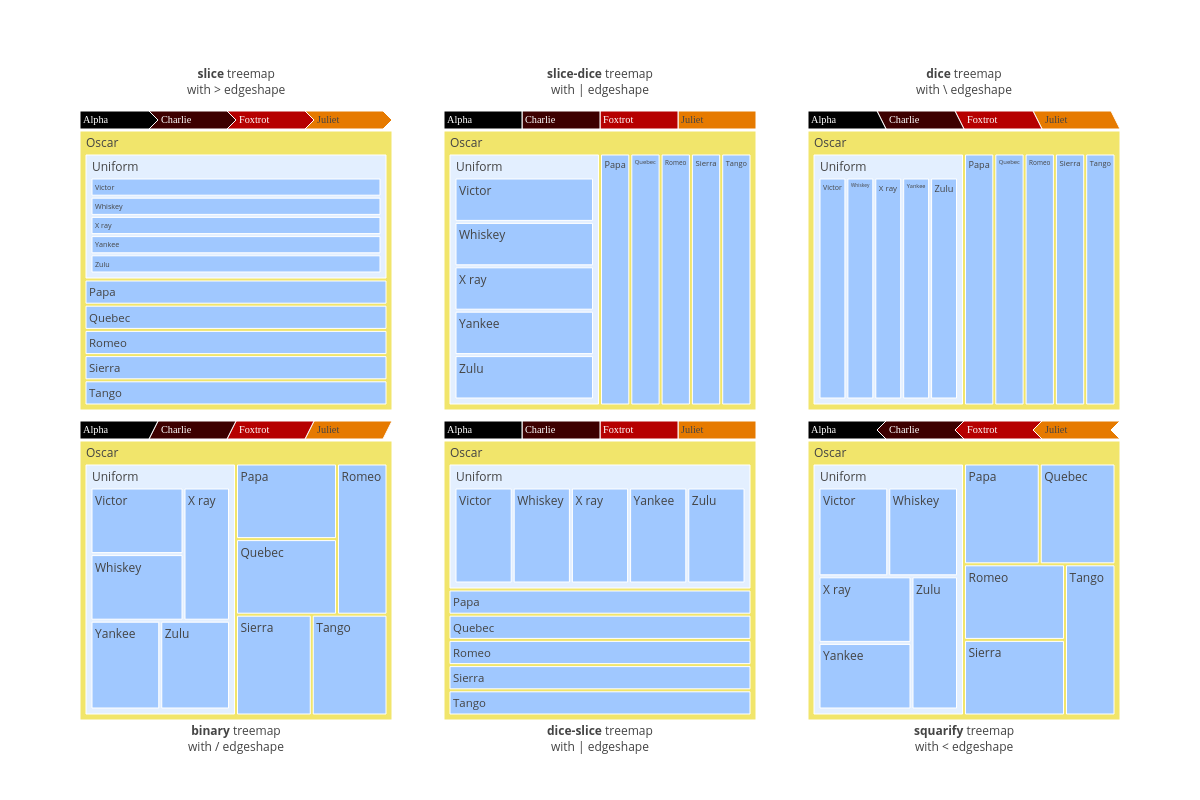 slice treemap
with > edgeshape
Alpha
Charlie
Foxtrot
Juliet
Oscar
Uniform
Victor
Whiskey
X ray
Yankee
Zulu
Papa
Quebec
Romeo
Sierra
Tango
slice-dice treemap
with | edgeshape
Alpha
Charlie
Foxtrot
Juliet
Oscar
Uniform
Victor
Whiskey
X ray
Yankee
Zulu
Papa
Quebec
Romeo
Sierra
Tango
dice treemap
with \ edgeshape
Alpha
Charlie
Foxtrot
Juliet
Oscar
Uniform
Victor
Whiskey
X ray
Yankee
Zulu
Papa
Quebec
Romeo
Sierra
Tango
Alpha
Charlie
Foxtrot
Juliet
Oscar
Uniform
Victor
X ray
Whiskey
Yankee
Zulu
Papa
Romeo
Quebec
Sierra
Tango
binary treemap
with / edgeshape
Alpha
Charlie
Foxtrot
Juliet
Oscar
Uniform
Victor
Whiskey
X ray
Yankee
Zulu
Papa
Quebec
Romeo
Sierra
Tango
dice-slice treemap
with | edgeshape
Alpha
Charlie
Foxtrot
Juliet
Oscar
Uniform
Victor
Whiskey
X ray
Zulu
Yankee
Papa
Quebec
Romeo
Tango
Sierra
squarify treemap
with < edgeshape